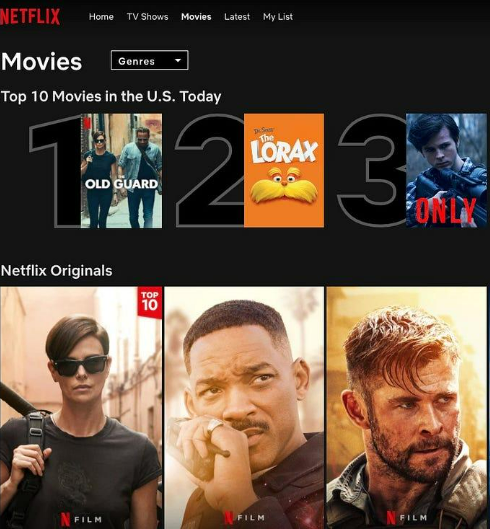 NETFLIX
Home TV Shows Movies Latest My List
Movies
Genres
Top 10 Movies in the U.S. Today
1
THE OLD GUARD
2
Dr. Seuss'
The
LORAX
3
ONLY
Netflix Originals
TOP
10
N FILM
N FILM
N FILM